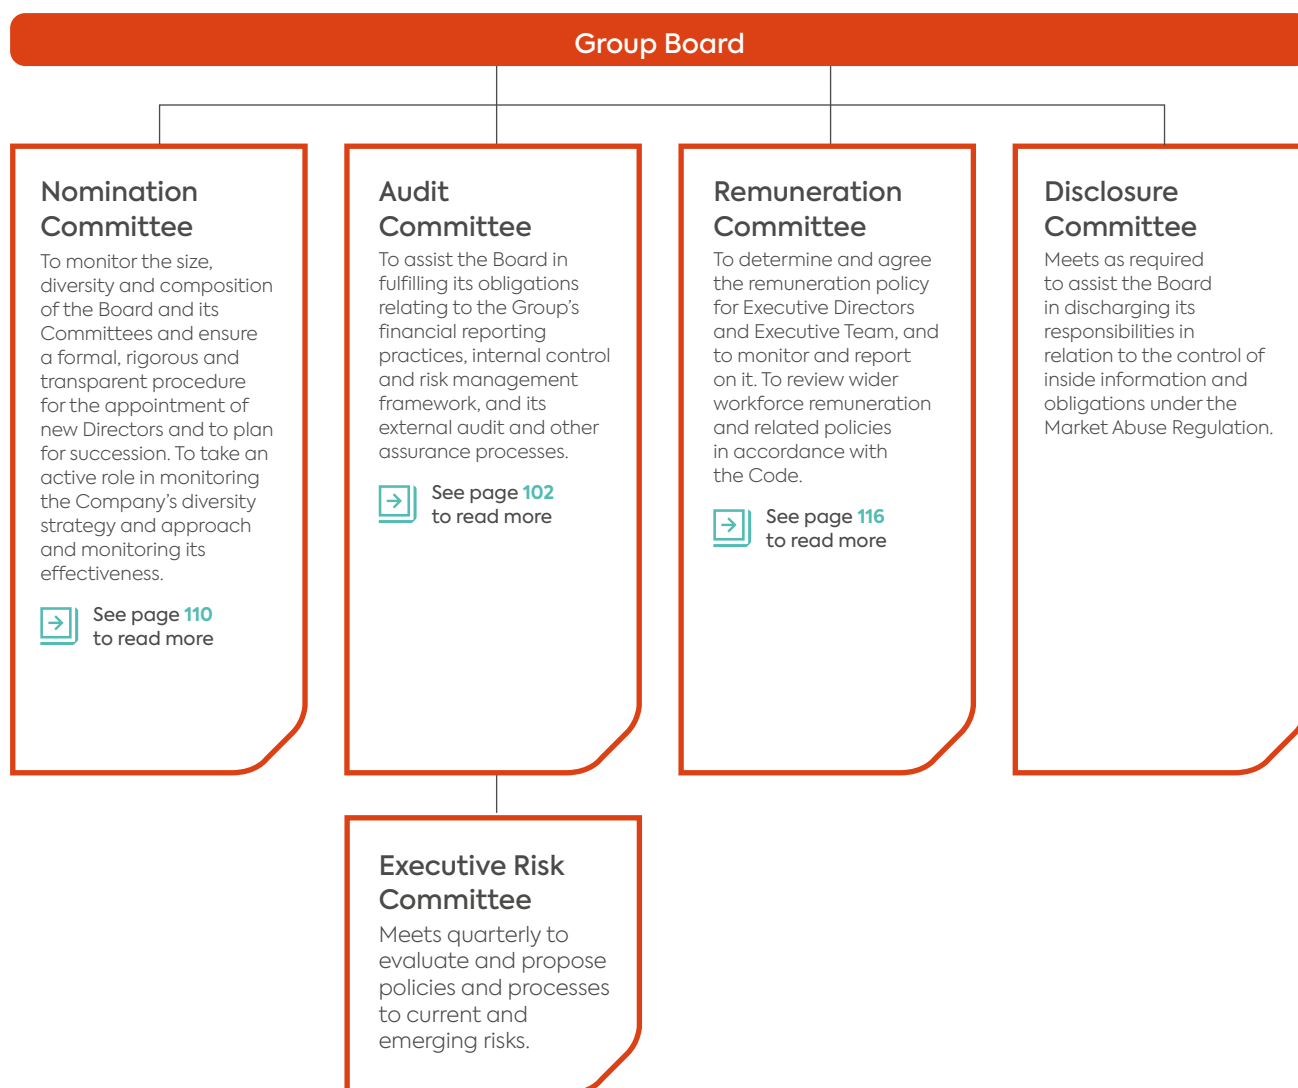 Group Board
Nomination
Committee
To monitor the size,
diversity and composition
of the Board and its
Committees and ensure
a formal, rigorous and
transparent procedure
for the appointment of
new Directors and to plan
for succession. To take an
active role in monitoring
the Company’s diversity
strategy and approach
and monitoring its
effectiveness.
See page 110
to read more
Audit
Committee
To assist the Board in
fulfilling its obligations
relating to the Group’s
financial reporting
practices, internal control
and risk management
framework, and its
external audit and other
assurance processes.
See page 102
to read more
Remuneration
Committee
To determine and agree
the remuneration policy
for Executive Directors
and Executive Team, and
to monitor and report
on it. To review wider
workforce remuneration
and related policies
in accordance with
the Code.
See page 116
to read more
Disclosure
Committee
Meets as required
to assist the Board
in discharging its
responsibilities in
relation to the control of
inside information and
obligations under the
Market Abuse Regulation.
Executive Risk
Committee
Meets quarterly to
evaluate and propose
policies and processes
to current and
emerging risks.